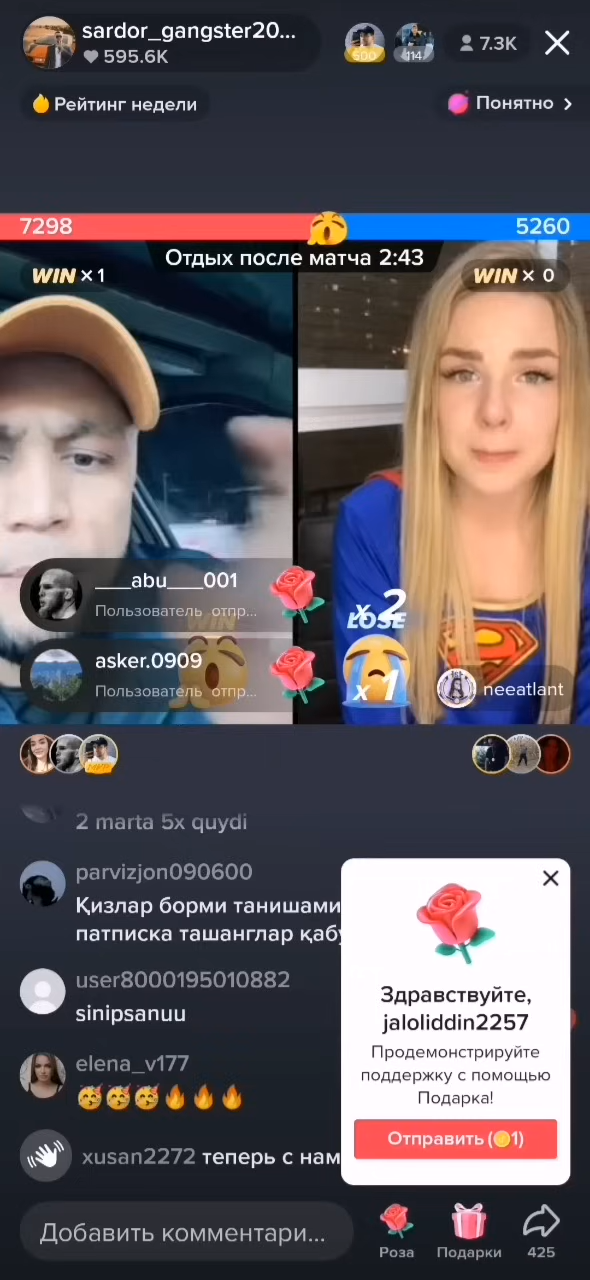 sardor_gangster20...
595.6K
500
114
7.3K
Рейтинг недели
Понятно
7298
5260
Отдых после матча 2:43
WIN × 1
WIN × 0
___abu___001
Пользователь отпр...
x 2
WIN
LOSE
asker.0909
Пользователь отпр...
x 1
neeatlant
2 marta 5x quydi
parvizjon090600
Қизлар борми танишами
патписка ташанглар қабу
user8000195010882
sinipsanuu
elena_v177
xusan2272 теперь с нам
Здравствуйте,
jaloliddin2257
Продемонстрируйте
поддержку с помощью
Подарка!
Отправить (1)
Добавить комментари...
Роза
Подарки
425